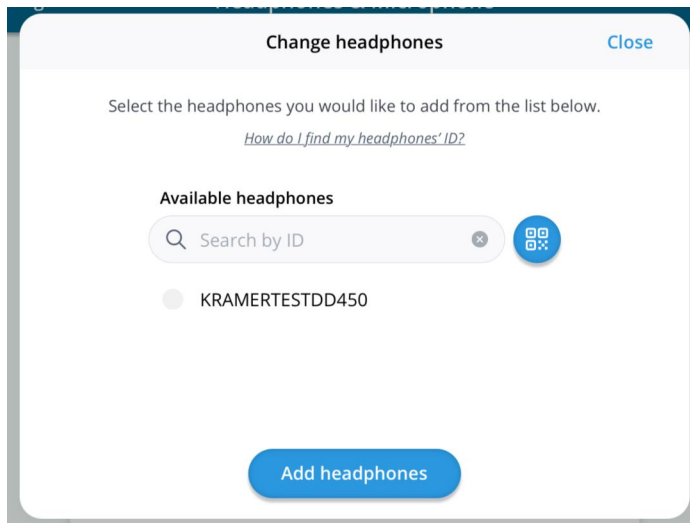 Change headphones
Close
Select the headphones you would like to add from the list below.
How do I find my headphones’ ID?
Available headphones
Search by ID
KRAMERTESTDD450
Add headphones